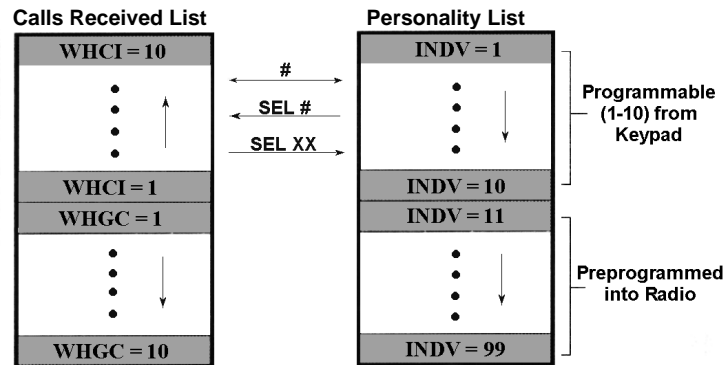 Calls Received List
WHCI = 10
WHCI = 1
WHGC = 1
WHGC = 10
#
SEL #
SEL XX
Personality List
INDV = 1
INDV = 10
INDV = 11
INDV = 99
Programmable
(1-10) from
Keypad
Preprogrammed
into Radio